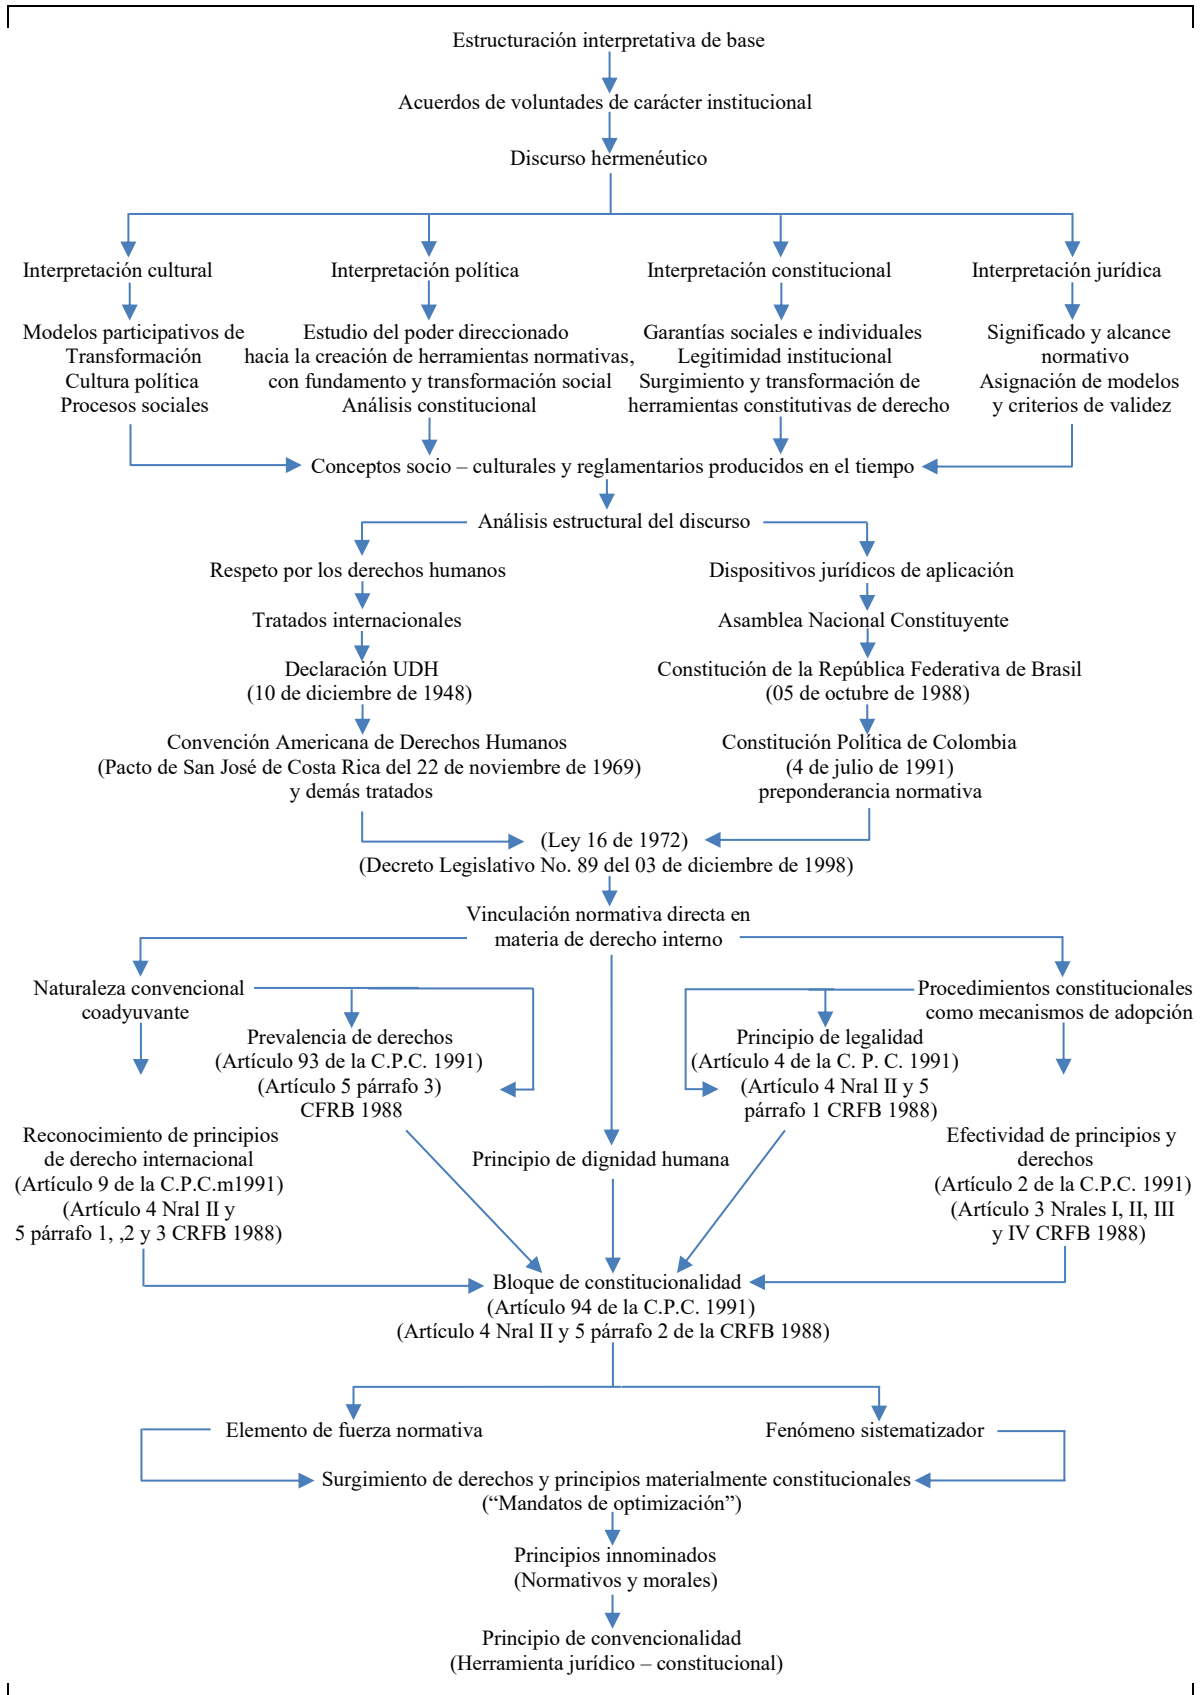 Estructuración interpretativa de base
Acuerdos de voluntades de carácter institucional
Discurso hermenéutico
Interpretación cultural
Interpretación política
Interpretación constitucional
Interpretación jurídica
Modelos participativos de
Transformación
Cultura política
Procesos sociales
Estudio del poder direccionado
hacia la creación de herramientas normativas,
con fundamento y transformación social
Análisis constitucional
Garantías sociales e individuales
Legitimidad institucional
Surgimiento y transformación de
herramientas constitutivas de derecho
Significado y alcance
normativo
Asignación de modelos
y criterios de validez
Conceptos socio – culturales y reglamentarios producidos en el tiempo
Análisis estructural del discurso
Respeto por los derechos humanos
Tratados internacionales
Declaración UDH
(10 de diciembre de 1948)
Convención Americana de Derechos Humanos
(Pacto de San José de Costa Rica del 22 de noviembre de 1969)
y demás tratados
Dispositivos jurídicos de aplicación
Asamblea Nacional Constituyente
Constitución de la República Federativa de Brasil
(05 de octubre de 1988)
Constitución Política de Colombia
(4 de julio de 1991)
preponderancia normativa
(Ley 16 de 1972)
(Decreto Legislativo No. 89 del 03 de diciembre de 1998)
Vinculación normativa directa en
materia de derecho interno
Naturaleza convencional
coadyuvante
Procedimientos constitucionales
como mecanismos de adopción
Prevalencia de derechos
(Artículo 93 de la C.P.C. 1991)
(Artículo 5 párrafo 3)
CFRB 1988
Principio de legalidad
(Artículo 4 de la C. P. C. 1991)
(Artículo 4 Nral II y 5
párrafo 1 CRFB 1988)
Reconocimiento de principios
de derecho internacional
(Artículo 9 de la C.P.C.m1991)
(Artículo 4 Nral II y
5 párrafo 1, ,2 y 3 CRFB 1988)
Principio de dignidad humana
Efectividad de principios y
derechos
(Artículo 2 de la C.P.C. 1991)
(Artículo 3 Nrales I, II, III
y IV CRFB 1988)
Bloque de constitucionalidad
(Artículo 94 de la C.P.C. 1991)
(Artículo 4 Nral II y 5 párrafo 2 de la CRFB 1988)
Elemento de fuerza normativa
Fenómeno sistematizador
Surgimiento de derechos y principios materialmente constitucionales
(“Mandatos de optimización”)
Principios innominados
(Normativos y morales)
Principio de convencionalidad
(Herramienta jurídico – constitucional)